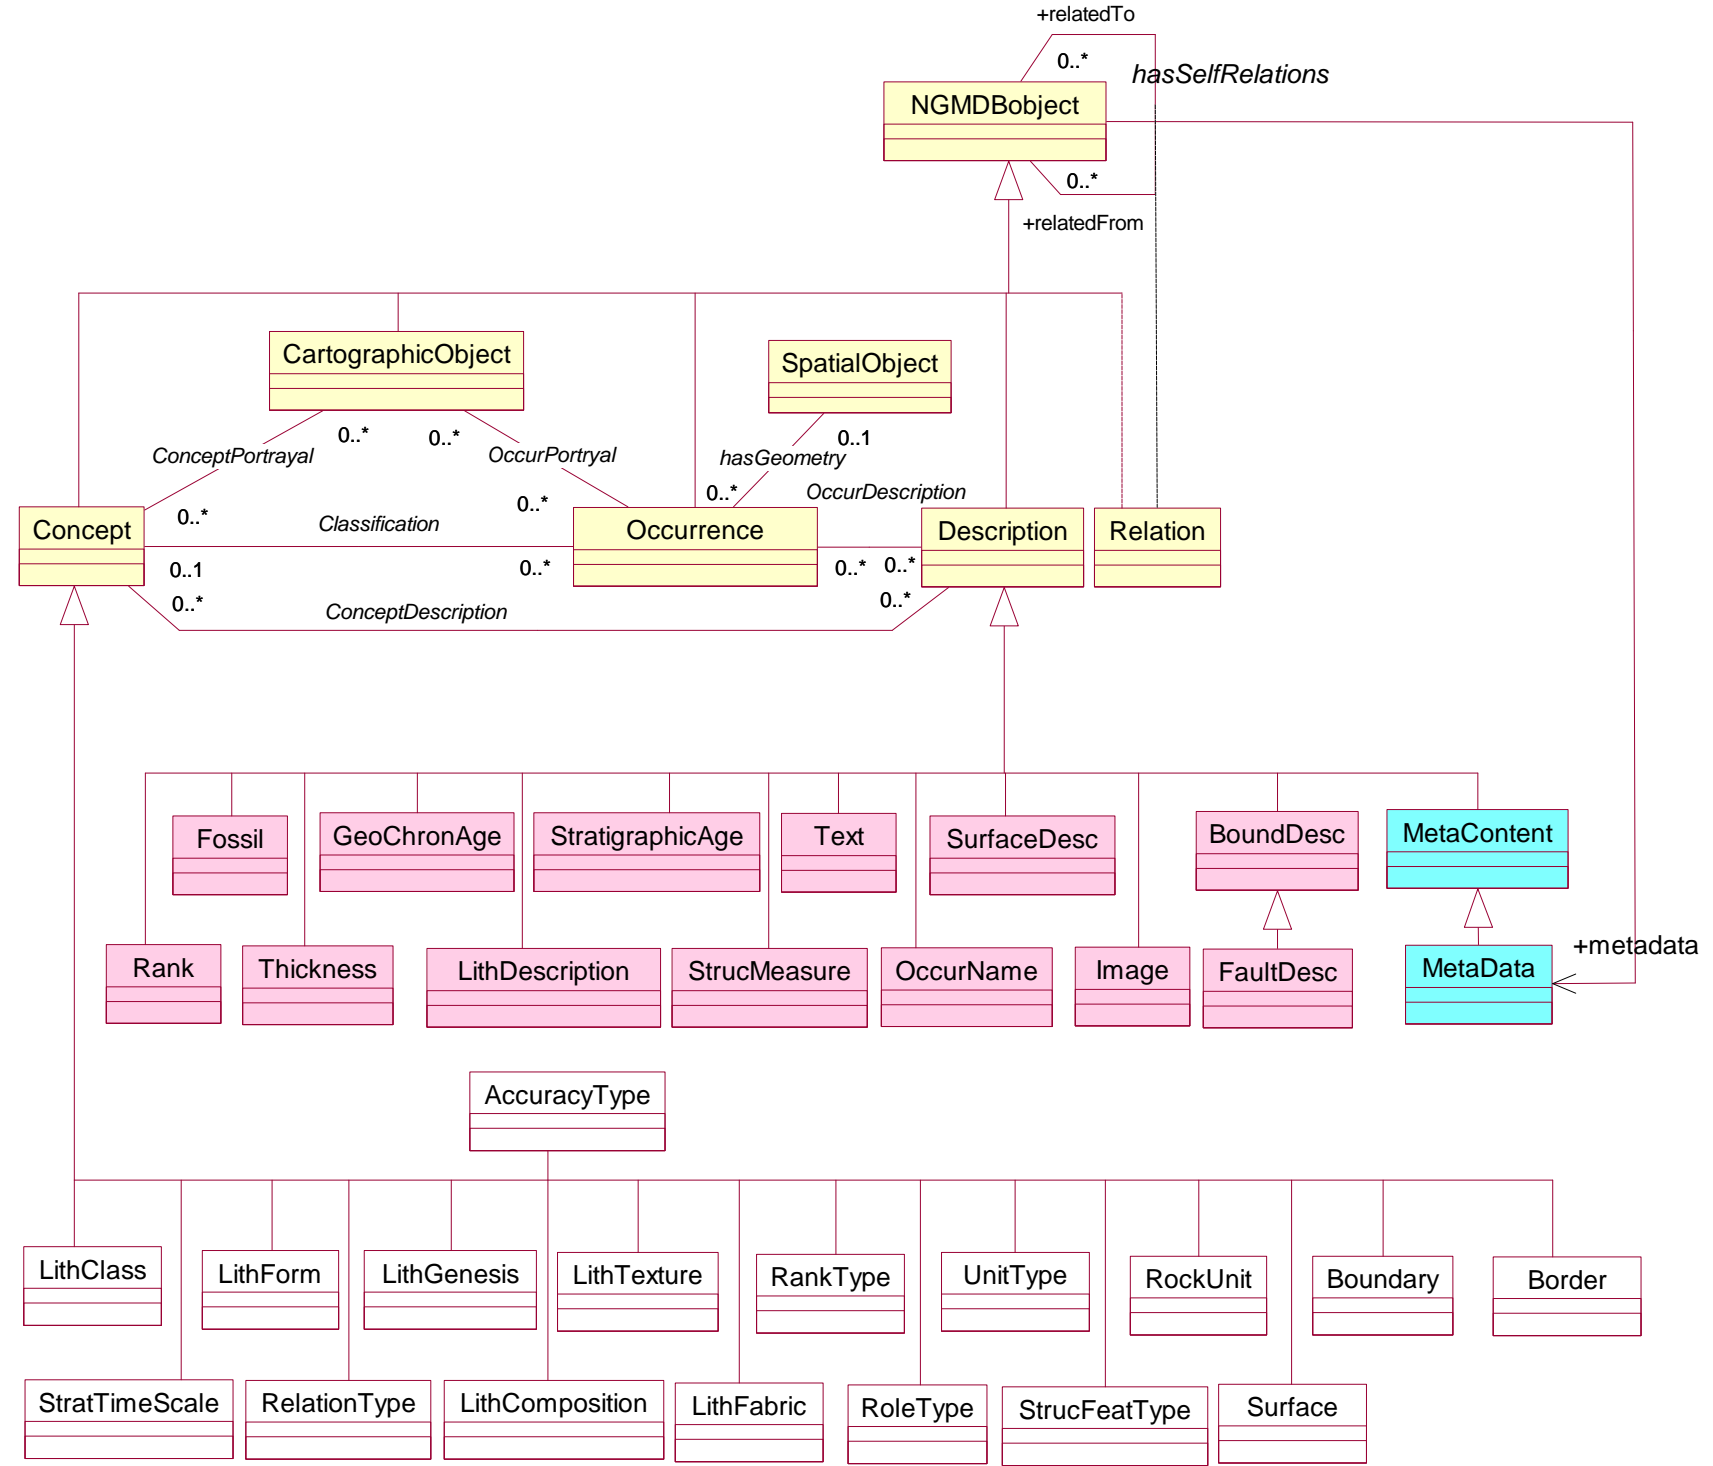 +relatedTo
0..*
hasSelfRelations
NGMDBobject
0..*
+relatedFrom
CartographicObject
SpatialObject
0..*
0..*
0..1
ConceptPortrayal
OccurPortryal
hasGeometry
0..*
0..*
0..*
OccurDescription
Classification
Concept
Occurrence
Description
Relation
0..1
0..*
0..*
0..*
0..*
0..*
ConceptDescription
Fossil
GeoChronAge
StratigraphicAge
Text
SurfaceDesc
BoundDesc
MetaContent
+metadata
Rank
Thickness
LithDescription
StrucMeasure
OccurName
Image
FaultDesc
MetaData
AccuracyType
LithClass
LithForm
LithGenesis
LithTexture
RankType
UnitType
RockUnit
Boundary
Border
StratTimeScale
RelationType
LithComposition
LithFabric
RoleType
StrucFeatType
Surface